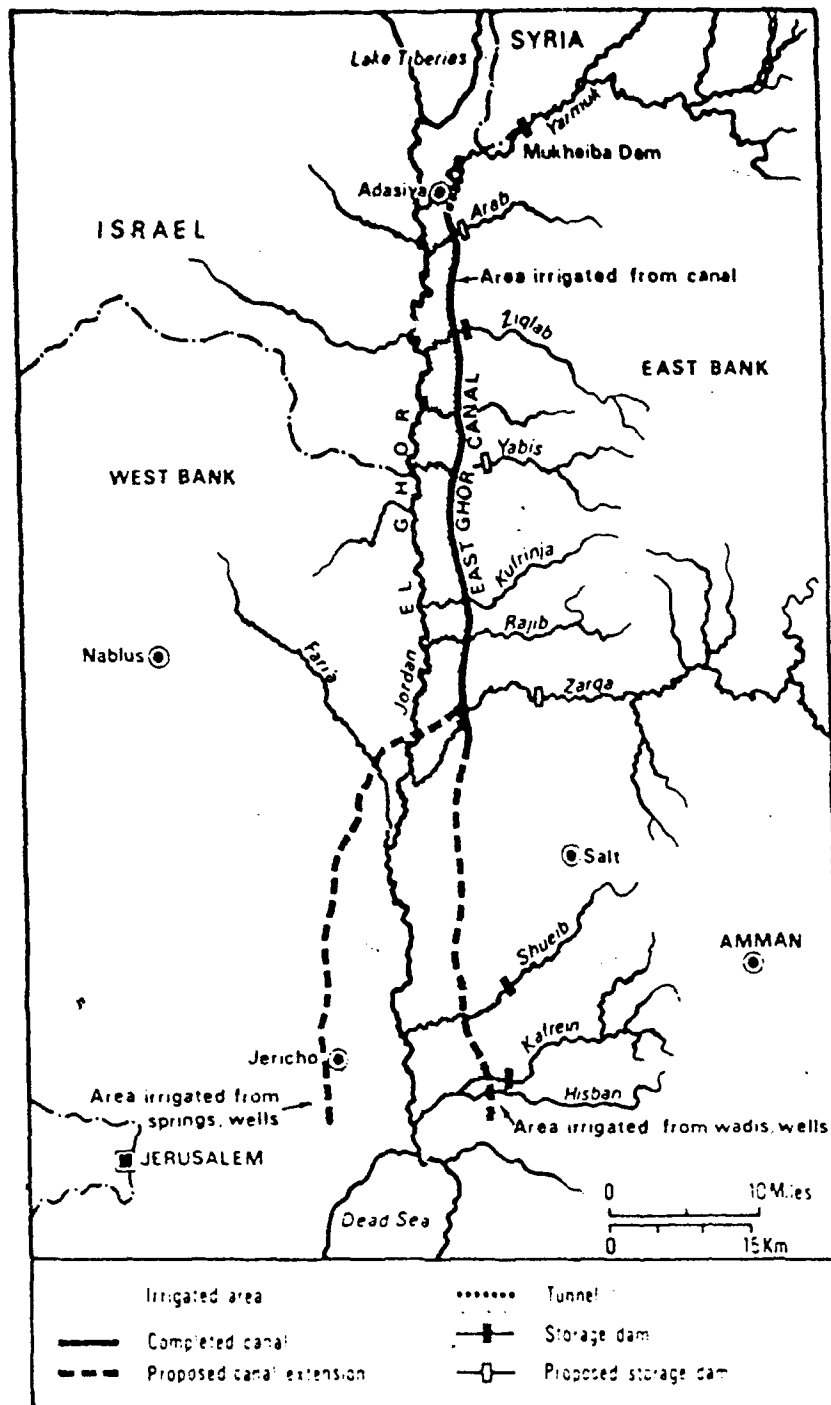 SYRIA
Lake Tiberies
Yarmuk
Mukheiba Dam
Adasiya
Arab
ISRAEL
Area irrigated from canal
Ziqlab
EAST BANK
EL GHOR
EAST GHOR CANAL
Yabis
WEST BANK
Kufrinja
Rajib
Nablus
Faria
Jordan
Zarqa
Salt
Shueib
AMMAN
Katrein
Jericho
Hisban
Area irrigated from
springs, wells
Area irrigated from wadis, wells
JERUSALEM
Dead Sea
0 10 Miles
0 15 Km
Irrigated area
Tunnel
Completed canal
Storage dam
Proposed canal extension
Proposed storage dam